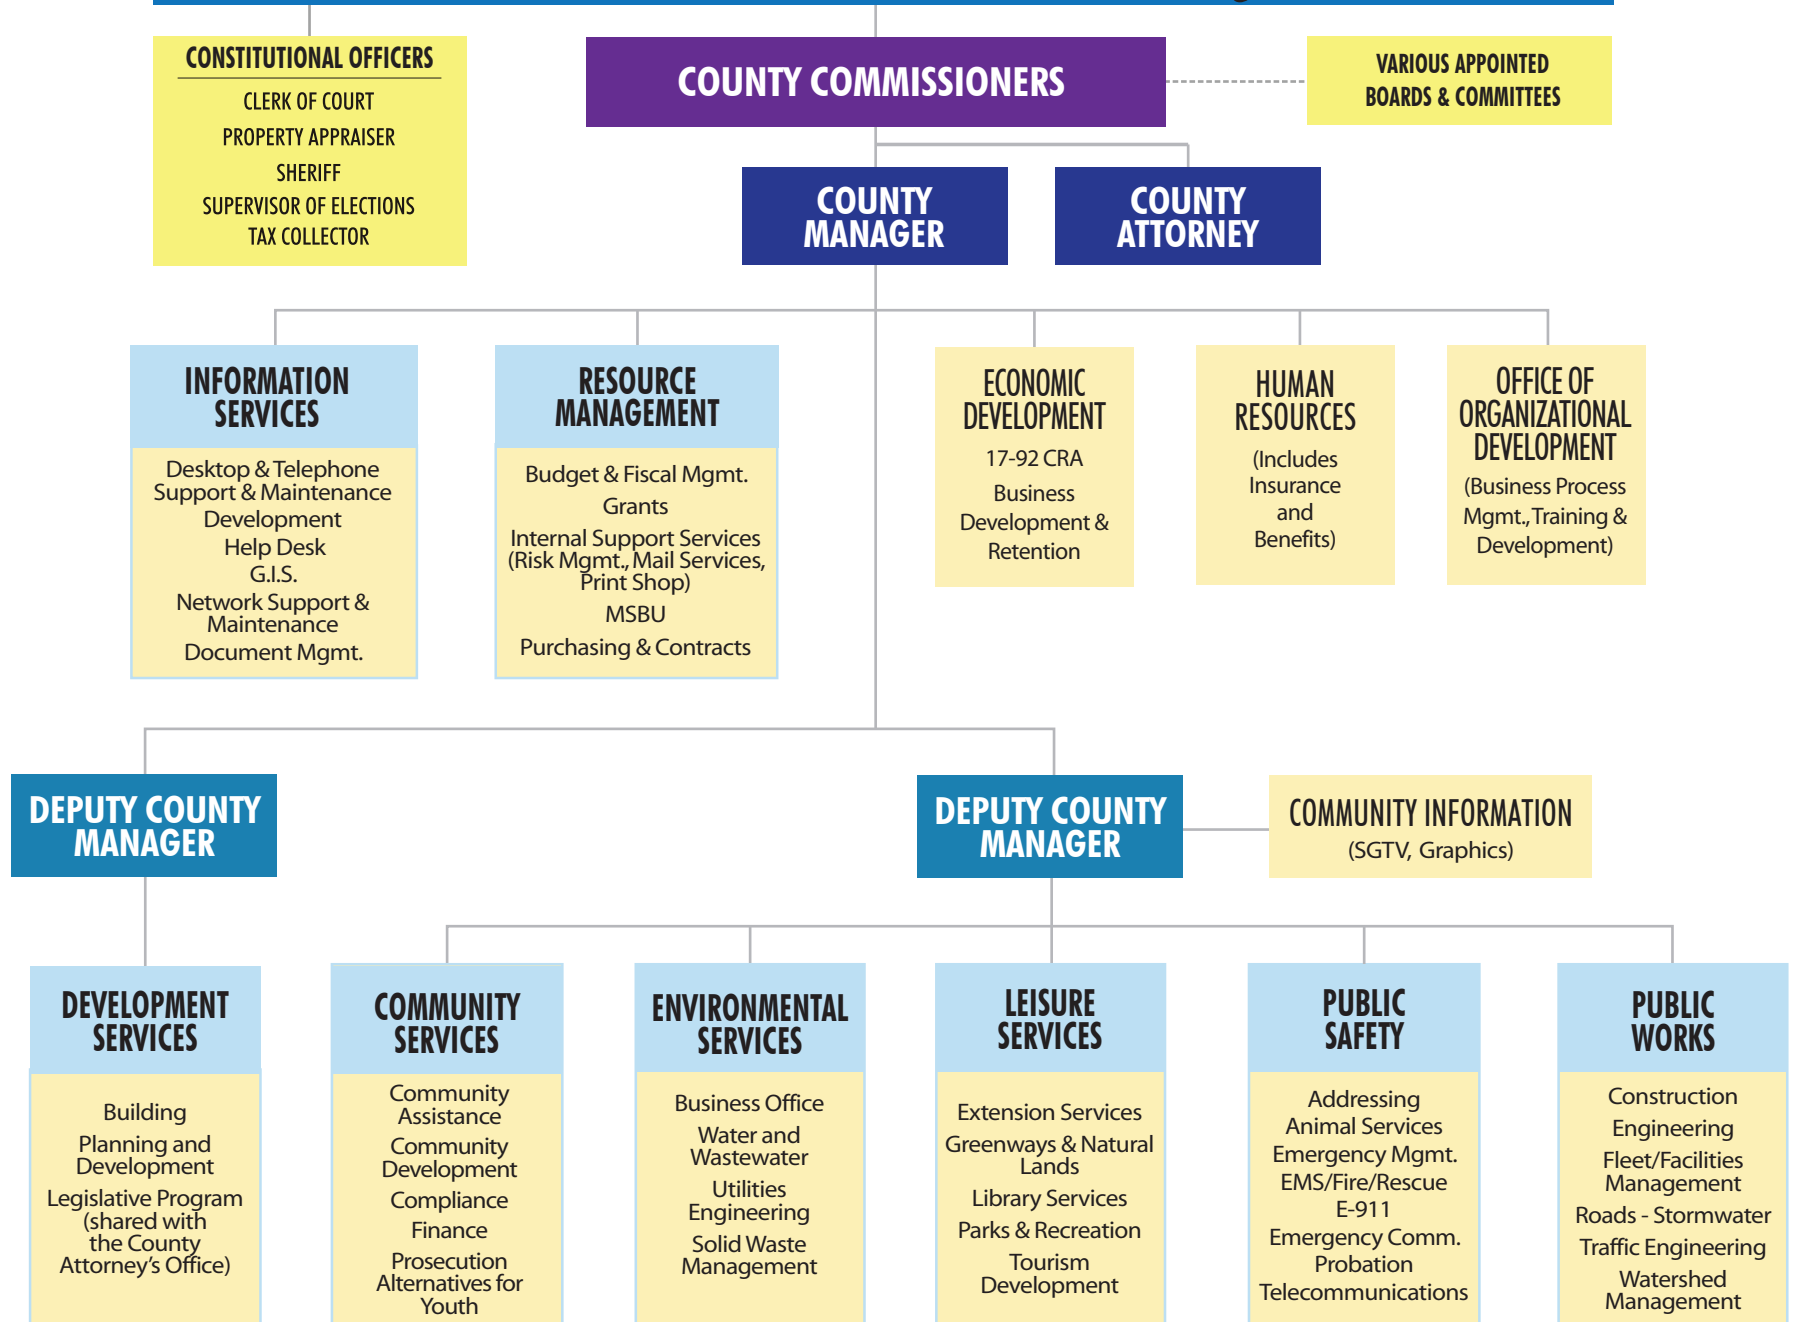 CONSTITUTIONAL OFFICERS
CLERK OF COURT
PROPERTY APPRAISER
SHERIFF
SUPERVISOR OF ELECTIONS
TAX COLLECTOR
COUNTY COMMISSIONERS
VARIOUS APPOINTED
BOARDS & COMMITTEES
COUNTY
MANAGER
COUNTY
ATTORNEY
INFORMATION
SERVICES
Desktop & Telephone
Support & Maintenance
Development
Help Desk
G.I.S.
Network Support &
Maintenance
Document Mgmt.
RESOURCE
MANAGEMENT
Budget & Fiscal Mgmt.
Grants
Internal Support Services
(Risk Mgmt., Mail Services,
Print Shop)
MSBU
Purchasing & Contracts
ECONOMIC
DEVELOPMENT
17-92 CRA
Business
Development &
Retention
HUMAN
RESOURCES
(Includes
Insurance
and
Benefits)
OFFICE OF
ORGANIZATIONAL
DEVELOPMENT
(Business Process
Mgmt., Training &
Development)
DEPUTY COUNTY
MANAGER
DEPUTY COUNTY
MANAGER
COMMUNITY INFORMATION
(SGTV, Graphics)
DEVELOPMENT
SERVICES
Building
Planning and
Development
Legislative Program
(shared with
the County
Attorney's Office)
COMMUNITY
SERVICES
Community
Assistance
Community
Development
Compliance
Finance
Prosecution
Alternatives for
Youth
ENVIRONMENTAL
SERVICES
Business Office
Water and
Wastewater
Utilities
Engineering
Solid Waste
Management
LEISURE
SERVICES
Extension Services
Greenways & Natural
Lands
Library Services
Parks & Recreation
Tourism
Development
PUBLIC
SAFETY
Addressing
Animal Services
Emergency Mgmt.
EMS/Fire/Rescue
E-911
Emergency Comm.
Probation
Telecommunications
PUBLIC
WORKS
Construction
Engineering
Fleet/Facilities
Management
Roads - Stormwater
Traffic Engineering
Watershed
Management